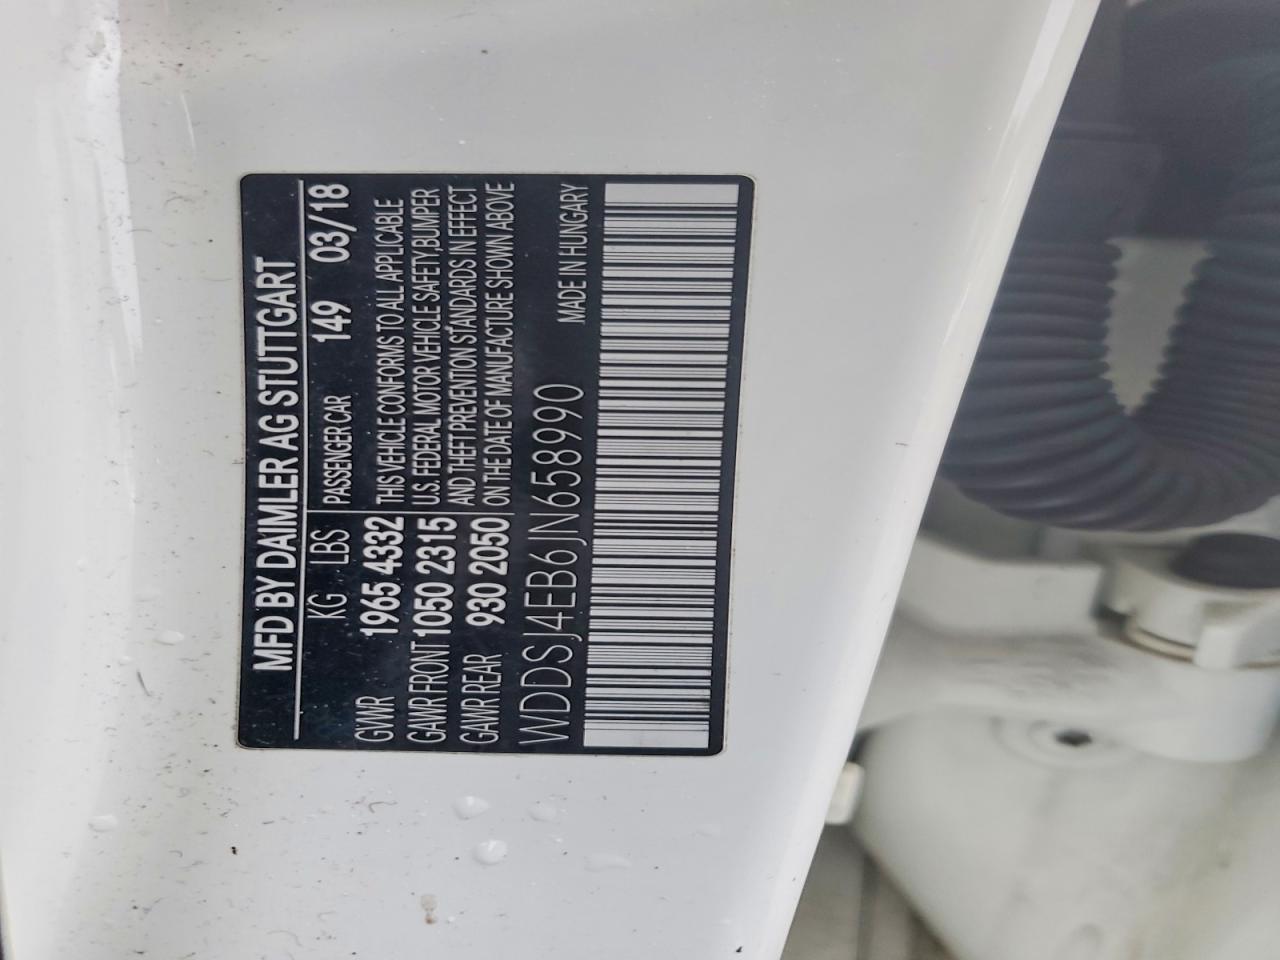 MFD BY DAIMLER AG STUTTGART
KG LBS PASSENGER CAR 149 03/18
GVWR 1965 4332 THIS VEHICLE CONFORMS TO ALL APPLICABLE
GAWR FRONT 1050 2315 U.S. FEDERAL MOTOR VEHICLE SAFETY,BUMPER
AND THEFT PREVENTION STANDARDS IN EFFECT
GAWR REAR 930 2050 ON THE DATE OF MANUFACTURE SHOWN ABOVE
WDDSJ4EB6JN658990 MADE IN HUNGARY